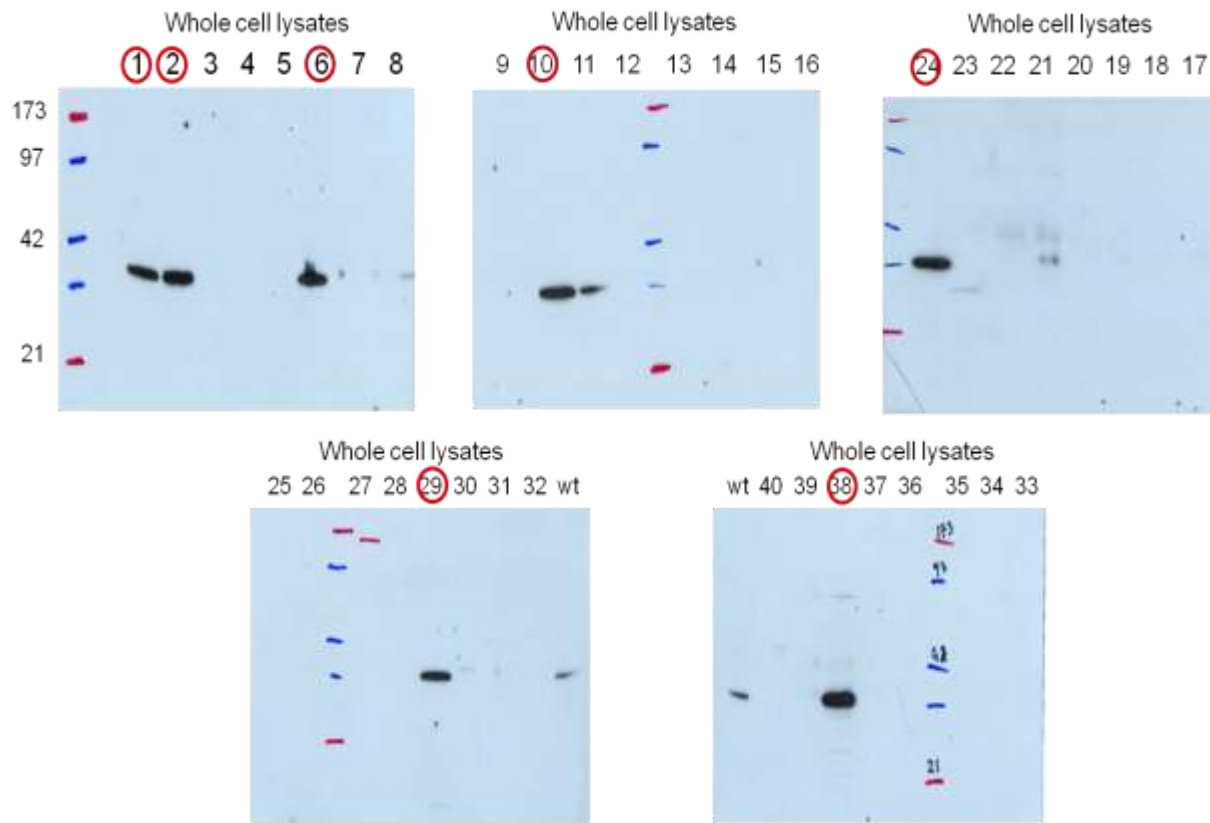 Whole cell lysates
1 2 3 4 5 6 7 8
173
97
42
21
Whole cell lysates
9 10 11 12 13 14 15 16
Whole cell lysates
24 23 22 21 20 19 18 17
Whole cell lysates
25 26 27 28 29 30 31 32 wt
Whole cell lysates
wt 40 39 38 37 36 35 34 33
21